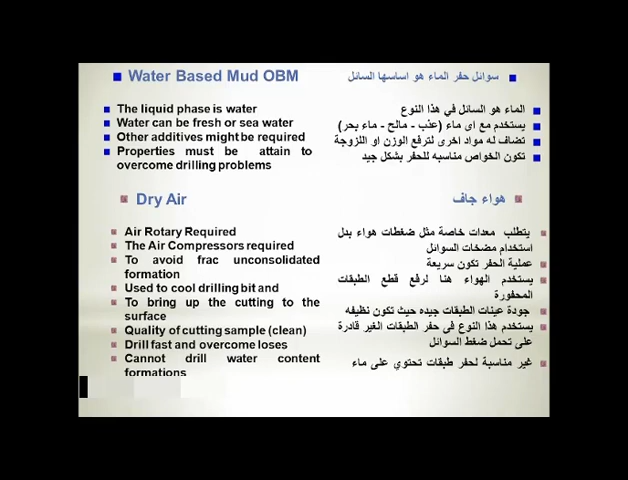 Water Based Mud OBM
The liquid phase is water
Water can be fresh or sea water
Other additives might be required
Properties must be attain to
overcome drilling problems
سوائل حفر الماء هو اساسها السائل
الماء هو السائل في هذا النوع
يستخدم مع اى ماء (عذب - مالح - ماء بحر)
تضاف له مواد اخرى لترفع الوزن او اللزوجة
تكون الخواص مناسبه للحفر بشكل جيد
Dry Air
Air Rotary Required
The Air Compressors required
To avoid frac unconsolidated
formation
Used to cool drilling bit and
To bring up the cutting to the
surface
Quality of cutting sample (clean)
Drill fast and overcome loses
Cannot drill water content
formations
هواء جاف
يتطلب معدات خاصة مثل ضغطات هواء بدل
استخدام مضخات السوائل
عملية الحفر تكون سريعة
يستخدم الهواء هنا لرفع قطع الطبقات
المحفورة
جودة عينات الطبقات جيده حيث تكون نظيفه
يستخدم هذا النوع فى حفر الطبقات الغير قادرة
على تحمل ضغط السوائل
غير مناسبة لحفر طبقات تحتوي على ماء